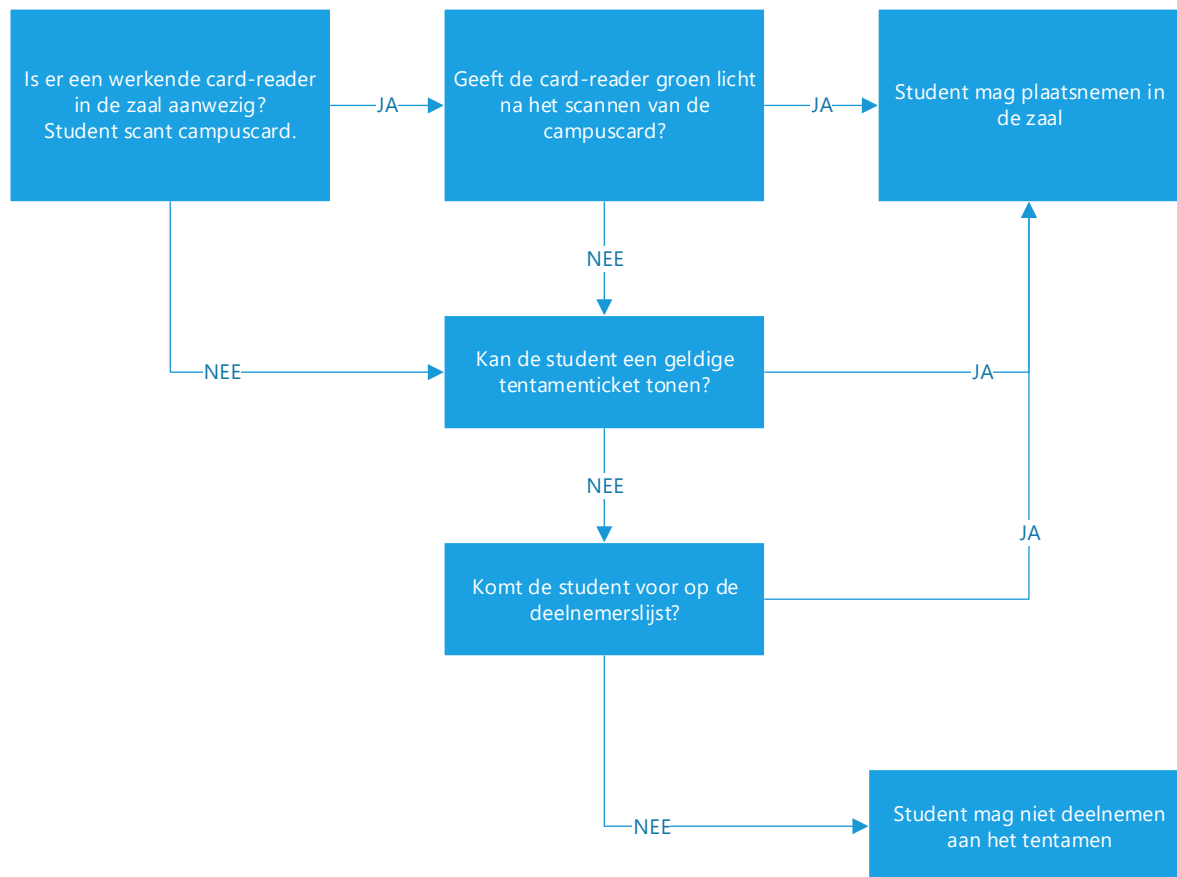 Is er een werkende card-reader
in de zaal aanwezig?
Student scant campuscard.
JA
Geeft de card-reader groen licht
na het scannen van de
campuscard?
JA
Student mag plaatsnemen in
de zaal
NEE
NEE
Kan de student een geldige
tentamenticket tonen?
JA
NEE
JA
Komt de student voor op de
deelnemerslijst?
NEE
Student mag niet deelnemen
aan het tentamen